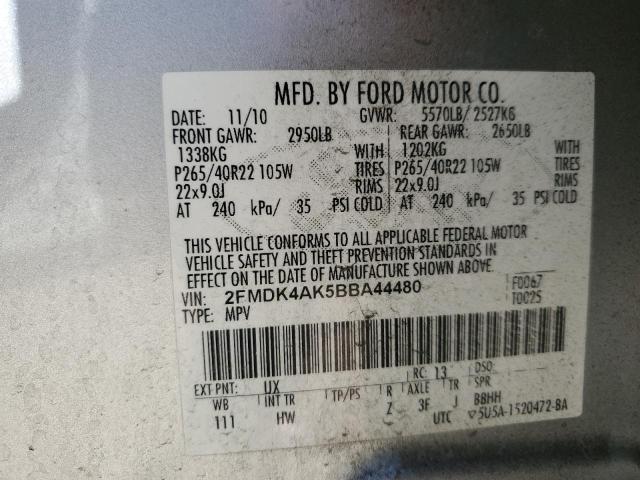 MFD. BY FORD MOTOR CO.
DATE: 11/10 GVWR: 5570LB/ 2527KG
FRONT GAWR: 2950LB REAR GAWR: 2650LB
1338KG WITH 1202KG WITH
P265/40R22 105W TIRES P265/40R22 105W TIRES
22x9.0J RIMS 22x9.0J RIMS
AT 240 kPa/ 35 PSI COLD AT 240 kPa/ 35 PSI COLD
THIS VEHICLE CONFORMS TO ALL APPLICABLE FEDERAL MOTOR
VEHICLE SAFETY AND THEFT PREVENTION STANDARDS IN
EFFECT ON THE DATE OF MANUFACTURE SHOWN ABOVE.
VIN: 2FMDK4AK5BBA44480 F0067
TYPE: MPV T0025
EXT PNT: UX RC: 13 DSO:
WB INT TR TP/PS R AXLE TR SPR
111 HW Z 3F J BBHH
UTC 5U5A-1520472-BA